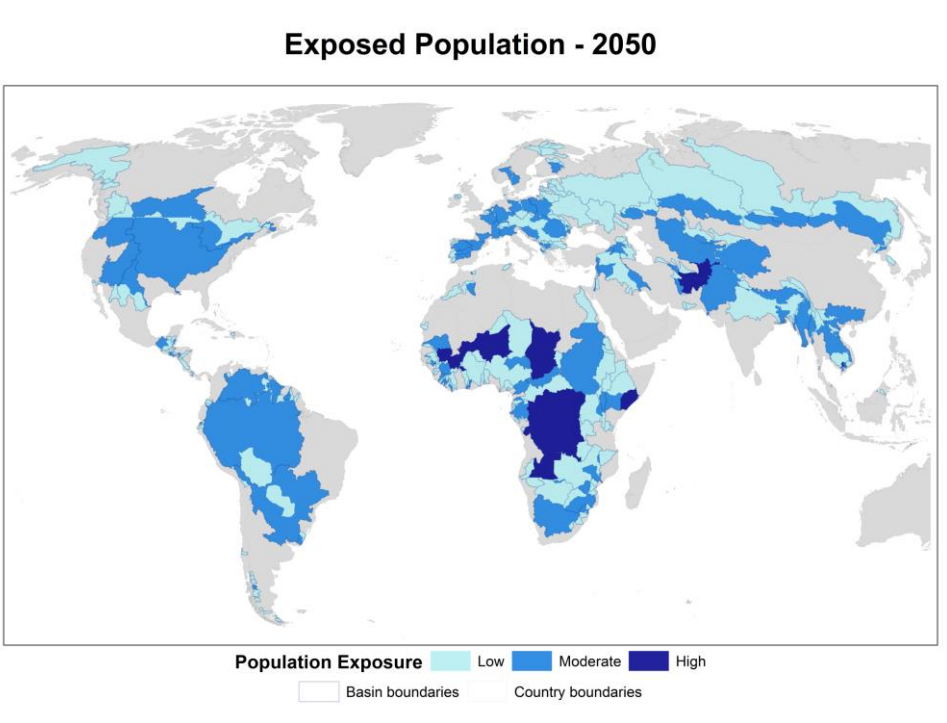 Exposed Population - 2050
Population Exposure Low Moderate High
Basin boundaries Country boundaries